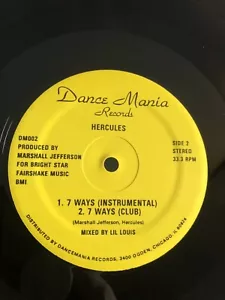 Dance Mania
Records
HERCULES
DM002
PRODUCED BY
MARSHALL JEFFERSON
FOR BRIGHT STAR
FAIRSHAKE MUSIC
BMI
SIDE 2
STEREO
33.3 RPM
1. 7 WAYS (INSTRUMENTAL)
2. 7 WAYS (CLUB)
(Marshall Jefferson, Hercules)
MIXED BY LIL LOUIS
DISTRIBUTED BY DANCEMANIA RECORDS, 3400 OGDEN, CHICAGO, IL 60624